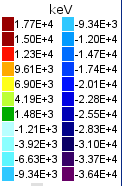 keV
1.77E+4 -9.34E+3
1.50E+4 -1.20E+4
1.23E+4 -1.47E+4
9.61E+3 -1.74E+4
6.90E+3 -2.01E+4
4.19E+3 -2.28E+4
1.48E+3 -2.55E+4
-1.21E+3 -2.83E+4
-3.92E+3 -3.10E+4
-6.63E+3 -3.37E+4
-9.34E+3 -3.64E+4